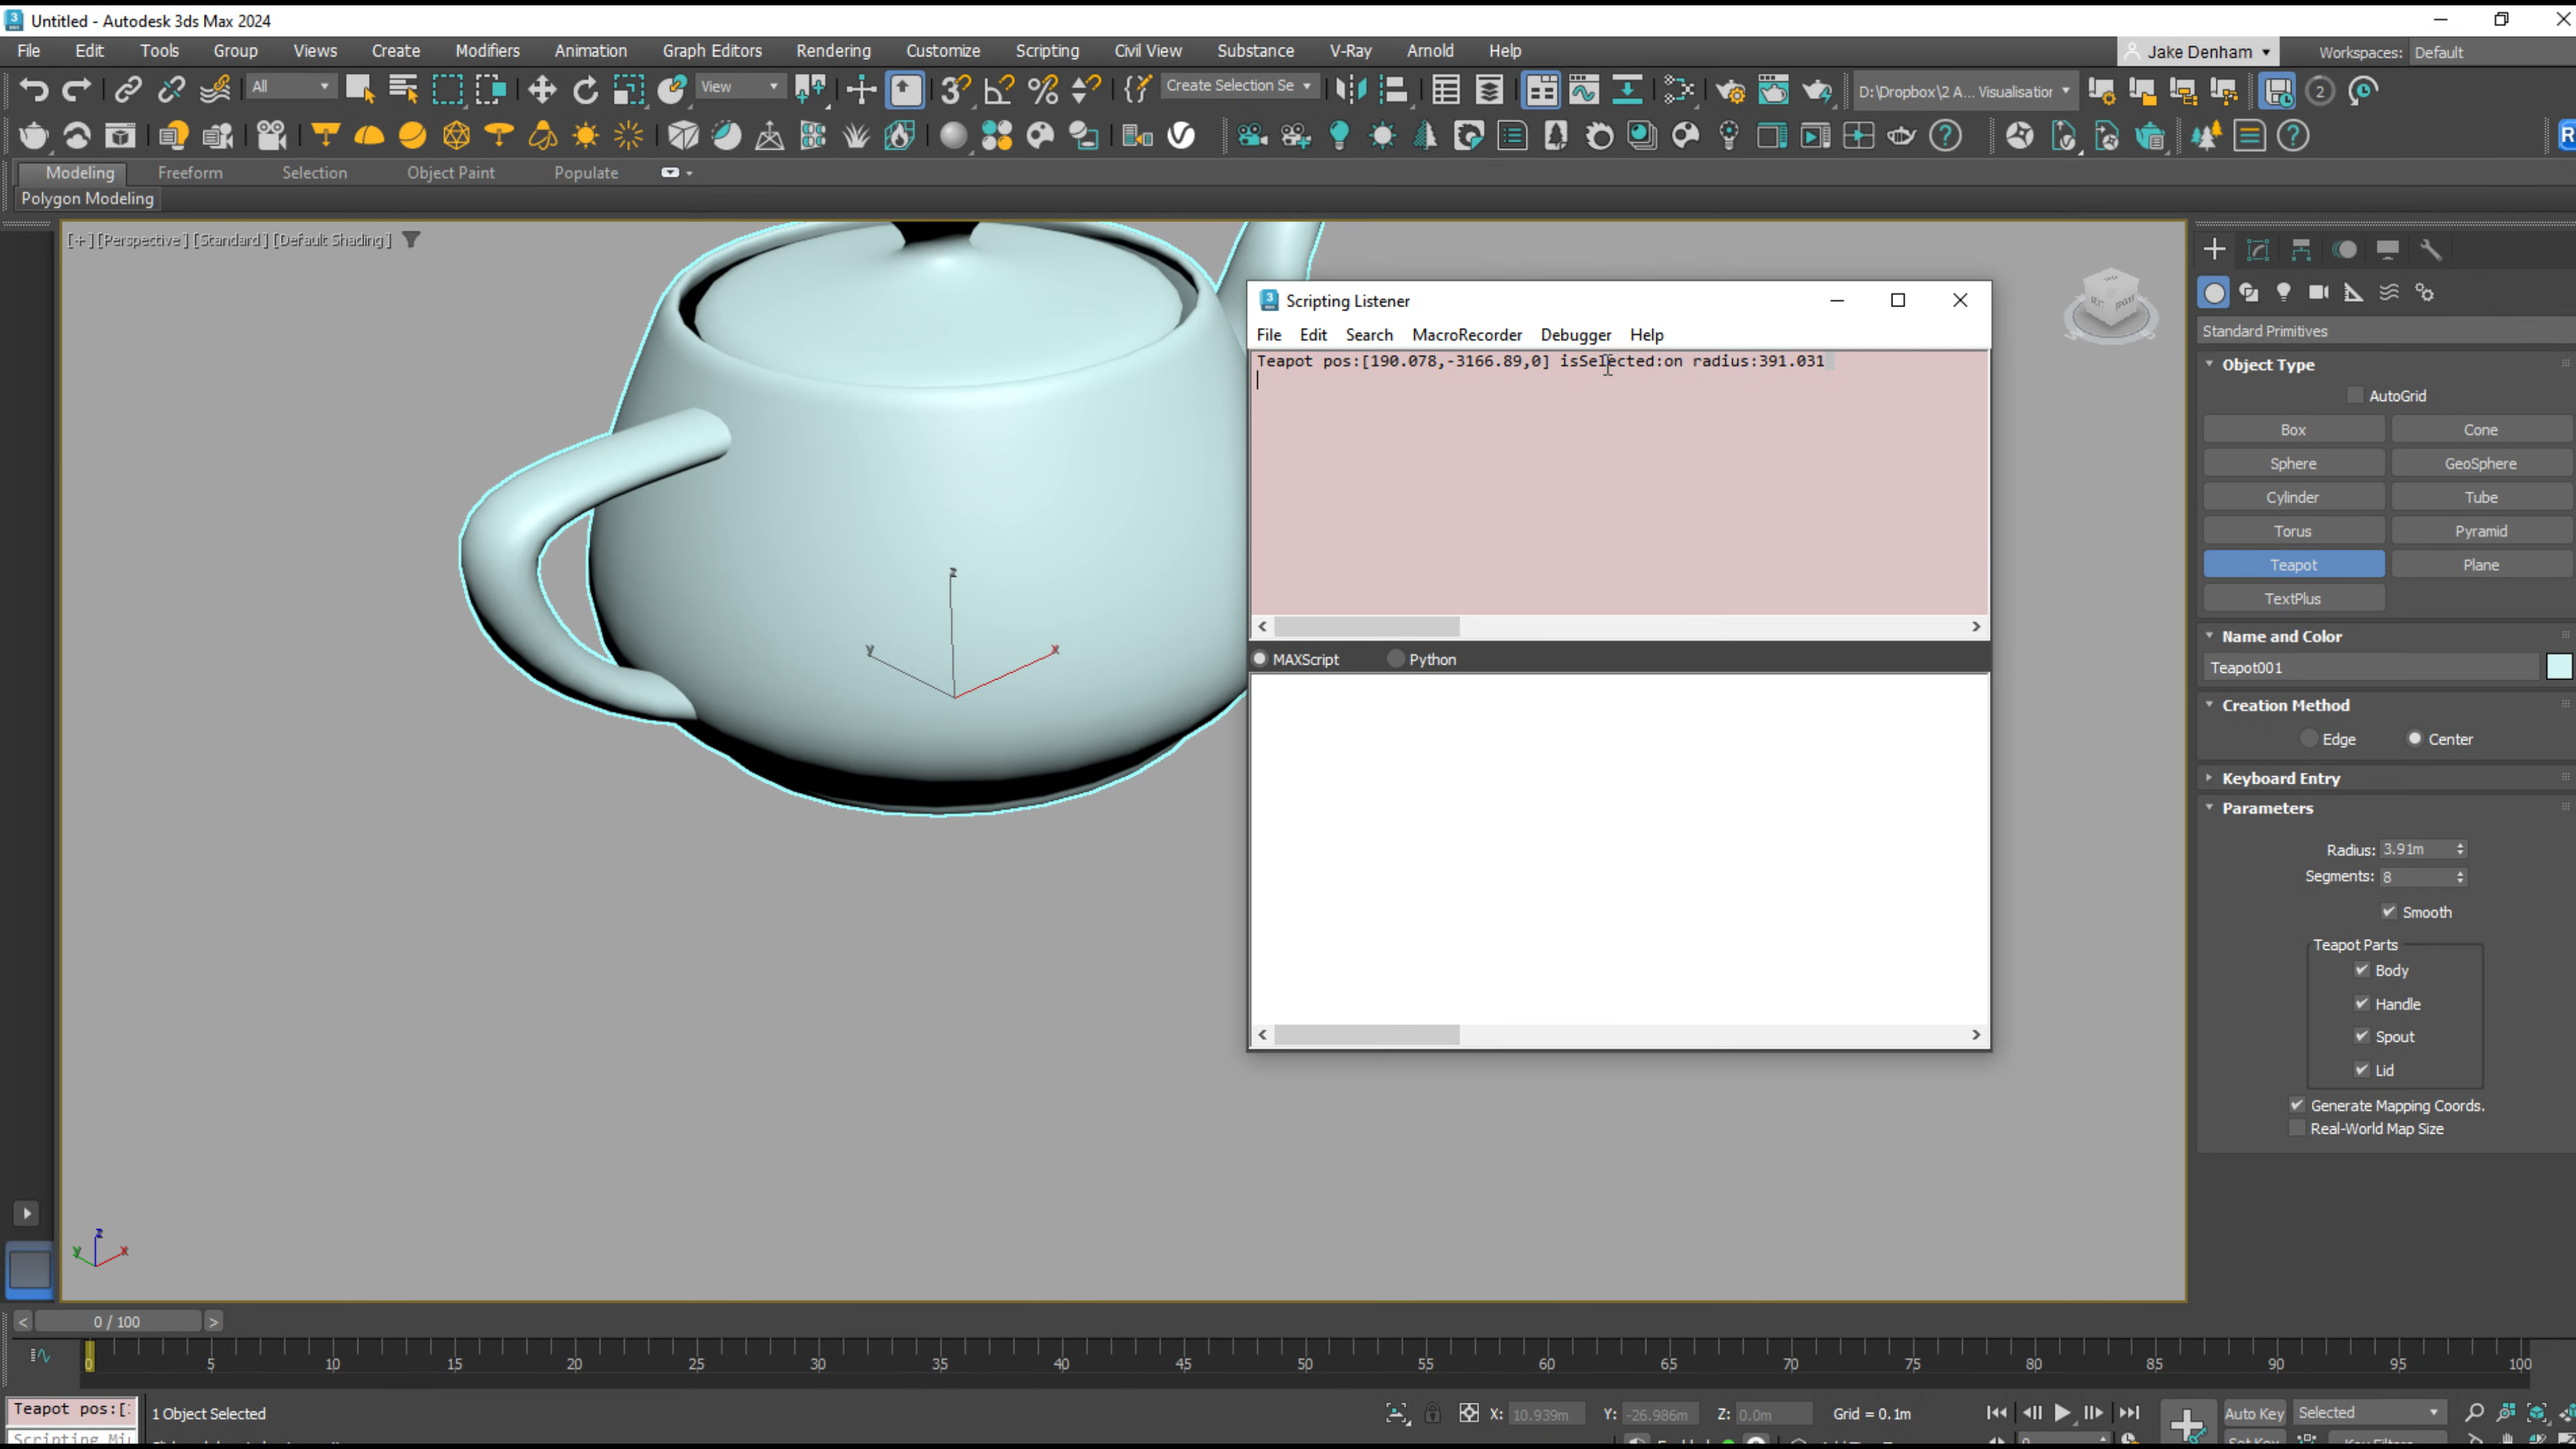 Untitled - Autodesk 3ds Max 2024
File Edit Tools Group Views Create Modifiers Animation Graph Editors Rendering Customize Scripting Civil View Substance V-Ray Arnold Help
Jake Denham Workspaces: Default
All View Create Selection Se D:\Dropbox\2 A... Visualisation 2
Modeling Freeform Selection Object Paint Populate
Polygon Modeling
[+] [Perspective] [Standard] [Default Shading]
Scripting Listener
File Edit Search MacroRecorder Debugger Help
Teapot pos:[190.078,-3166.89,0] isSelected:on radius:391.031
MAXScript Python
z
y
x
Standard Primitives
Object Type
AutoGrid
Box Cone
Sphere GeoSphere
Cylinder Tube
Torus Pyramid
Teapot Plane
TextPlus
Name and Color
Teapot001
Creation Method
Edge Center
Keyboard Entry
Parameters
Radius: 3.91m
Segments: 8
Smooth
Teapot Parts
Body
Handle
Spout
Lid
Generate Mapping Coords.
Real-World Map Size
z
y x
< 0 / 100 >
0 5 10 15 20 25 30 35 40 45 50 55 60 65 70 75 80 85 90 95 100
Teapot pos:[ 1 Object Selected X: 10.939m Y: -26.986m Z: 0.0m Grid = 0.1m Auto Key Selected
Scripting Mi